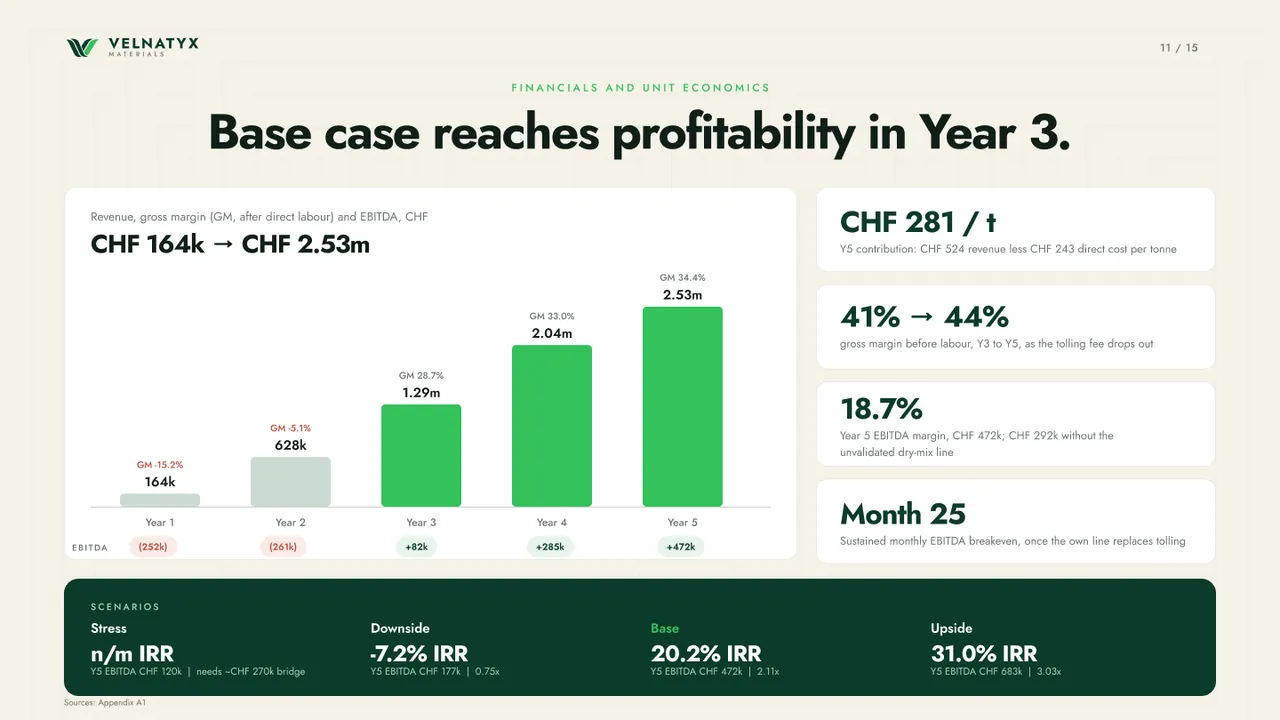 VELNATYX
MATERIALS
11 / 15
FINANCIALS AND UNIT ECONOMICS
Base case reaches profitability in Year 3.
Revenue, gross margin (GM, after direct labour) and EBITDA, CHF
CHF 164k → CHF 2.53m
GM -15.2%
164k
Year 1
GM -5.1%
628k
Year 2
GM 28.7%
1.29m
Year 3
GM 33.0%
2.04m
Year 4
GM 34.4%
2.53m
Year 5
EBITDA
(252k)
(261k)
+82k
+285k
+472k
CHF 281 / t
Y5 contribution: CHF 524 revenue less CHF 243 direct cost per tonne
41% → 44%
gross margin before labour, Y3 to Y5, as the tolling fee drops out
18.7%
Year 5 EBITDA margin, CHF 472k; CHF 292k without the
unvalidated dry-mix line
Month 25
Sustained monthly EBITDA breakeven, once the own line replaces tolling
SCENARIOS
Stress
n/m IRR
Y5 EBITDA CHF 120k | needs ~CHF 270k bridge
Downside
-7.2% IRR
Y5 EBITDA CHF 177k | 0.75x
Base
20.2% IRR
Y5 EBITDA CHF 472k | 2.11x
Upside
31.0% IRR
Y5 EBITDA CHF 683k | 3.03x
Sources: Appendix A1